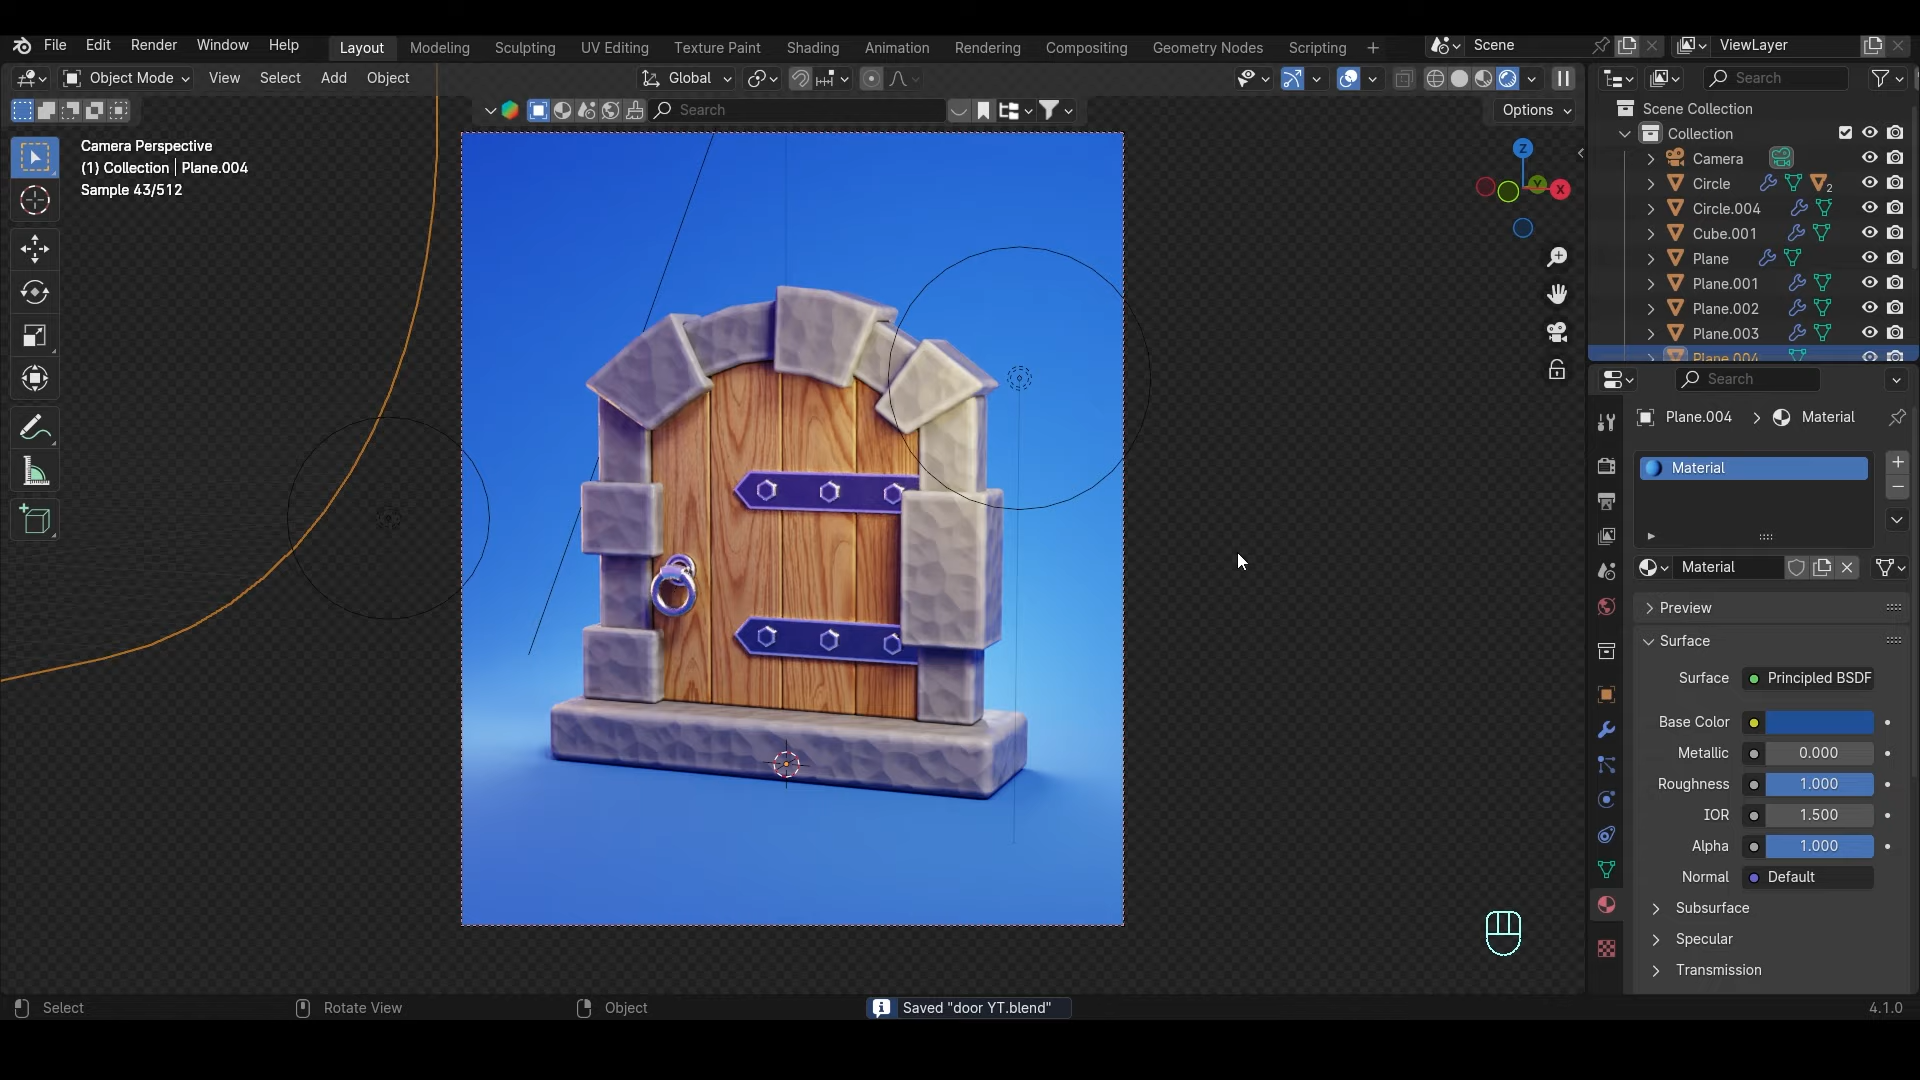 File Edit Render Window Help Layout Modeling Sculpting UV Editing Texture Paint Shading Animation Rendering Compositing Geometry Nodes Scripting + Scene ViewLayer
Object Mode View Select Add Object Global Search
Search Options
Scene Collection
Collection
Camera
Circle 2
Circle.004
Cube.001
Plane
Plane.001
Plane.002
Plane.003
Plane.004
Camera Perspective
(1) Collection | Plane.004
Sample 43/512
Z
Y
X
Search
Plane.004 > Material
Material
Material
Preview
Surface
Surface Principled BSDF
Base Color
Metallic 0.000
Roughness 1.000
IOR 1.500
Alpha 1.000
Normal Default
Subsurface
Specular
Transmission
Select Rotate View Object Saved "door YT.blend" 4.1.0